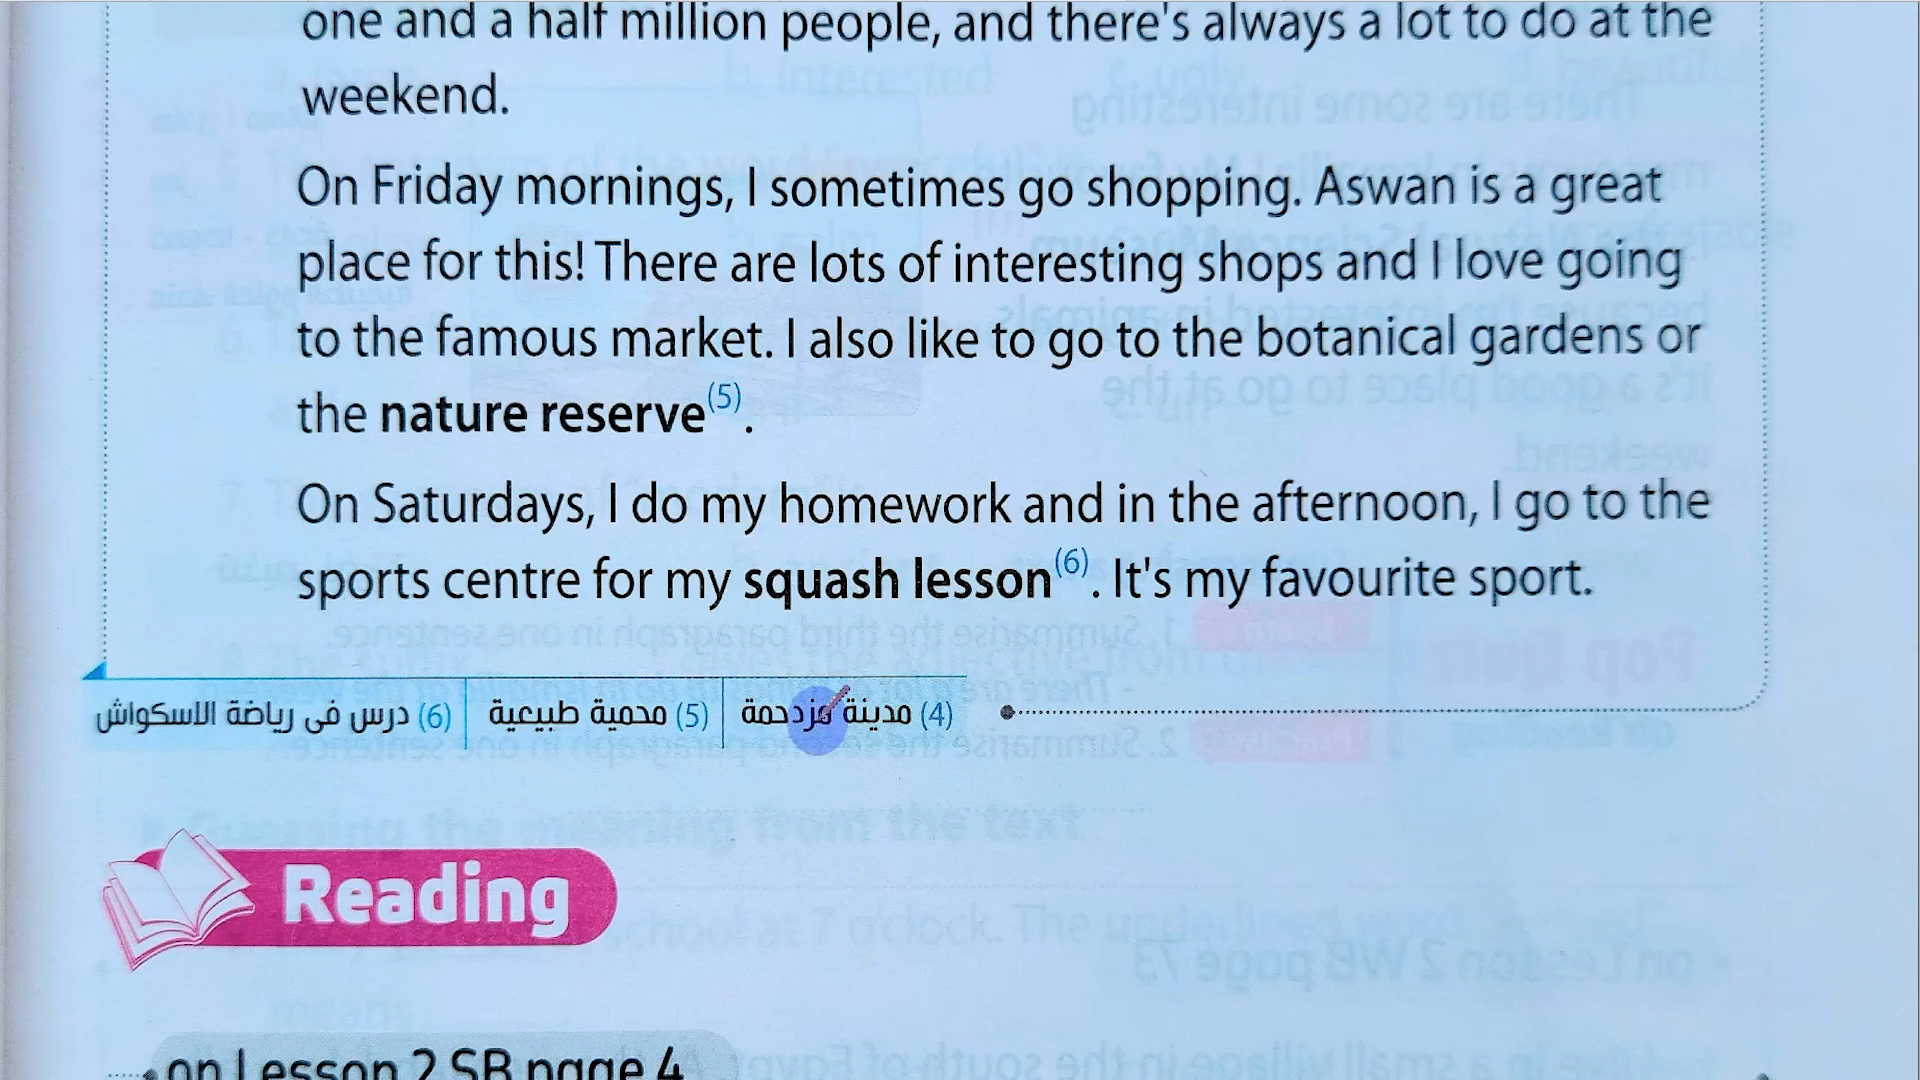 one and a half million people, and there's always a lot to do at the
weekend.
On Friday mornings, I sometimes go shopping. Aswan is a great
place for this! There are lots of interesting shops and I love going
to the famous market. I also like to go to the botanical gardens or
the nature reserve(5).
On Saturdays, I do my homework and in the afternoon, I go to the
sports centre for my squash lesson(6). It's my favourite sport.
(4) مدينة مزدحمة (5) محمية طبيعية (6) درس فى رياضة الاسكواش
Reading
on Lesson 2 SB page 4